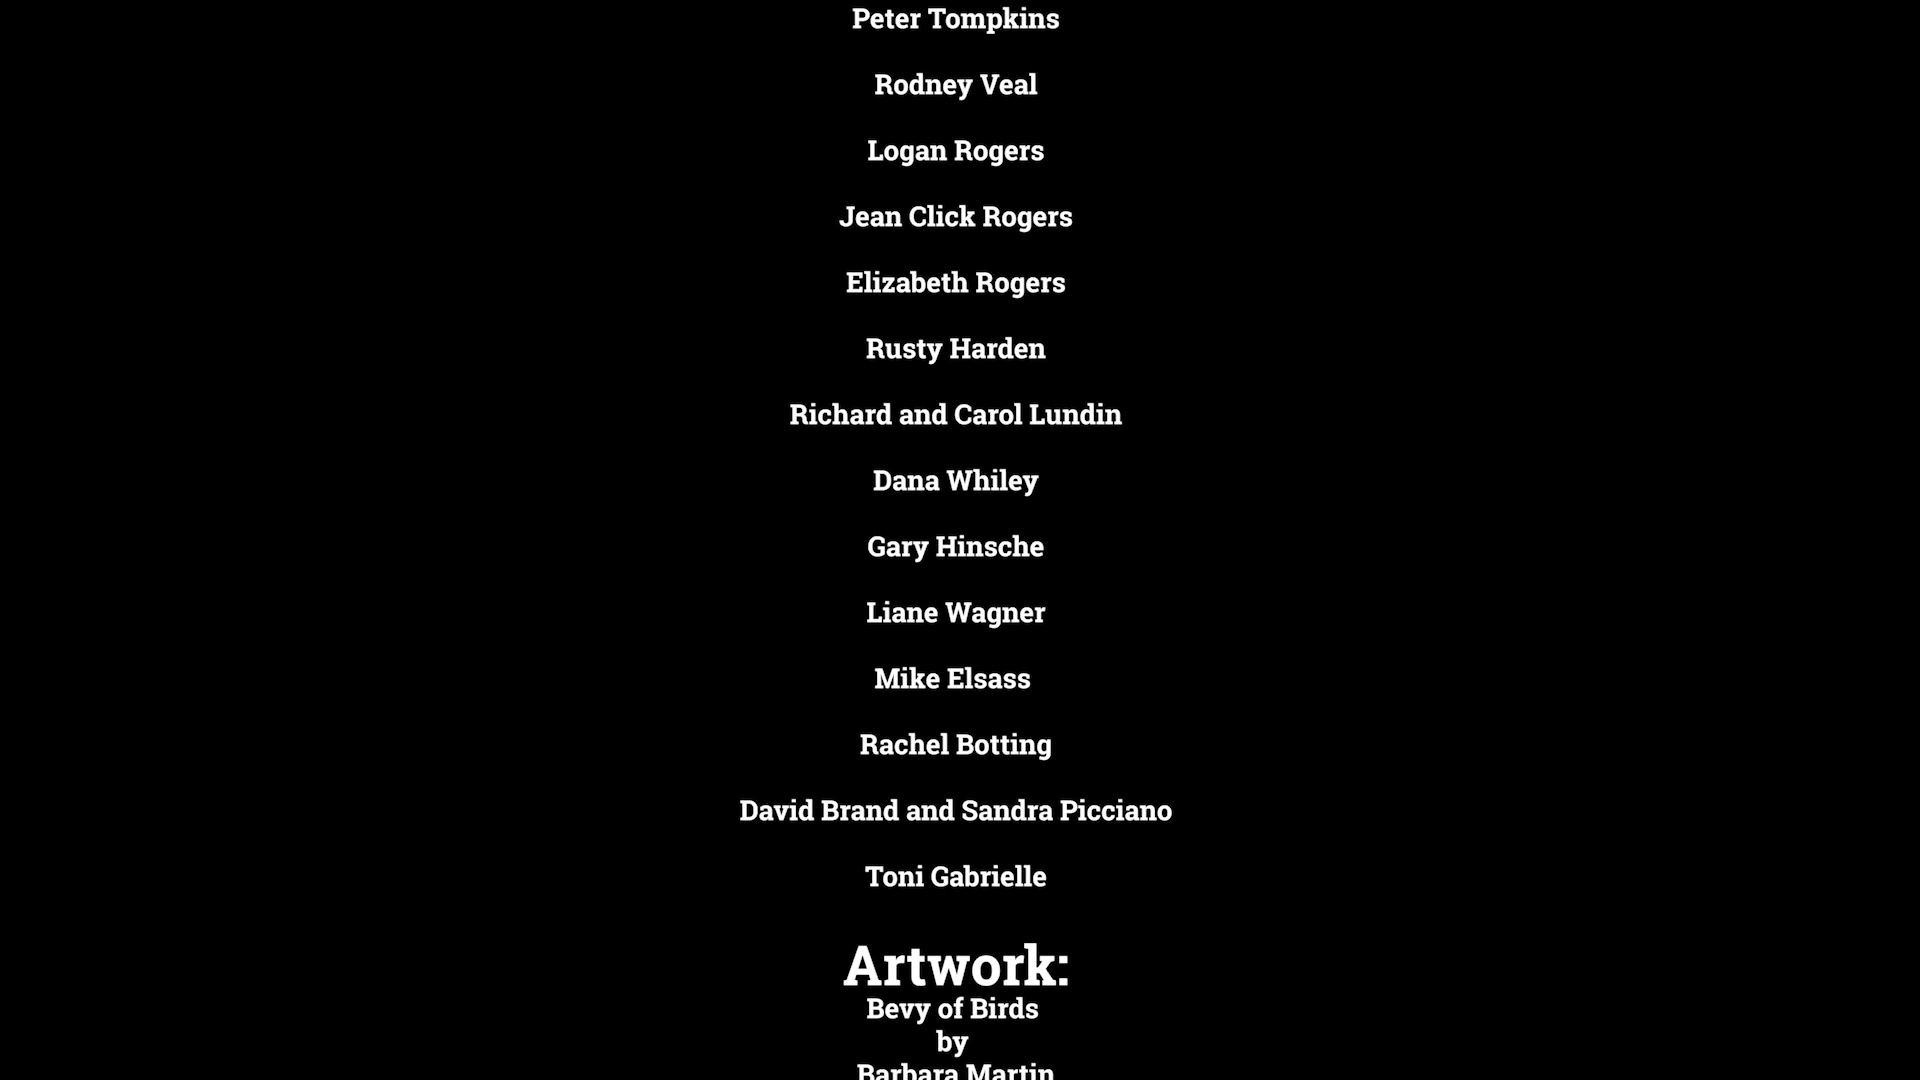 Peter Tompkins
Rodney Veal
Logan Rogers
Jean Click Rogers
Elizabeth Rogers
Rusty Harden
Richard and Carol Lundin
Dana Whiley
Gary Hinsche
Liane Wagner
Mike Elsass
Rachel Botting
David Brand and Sandra Picciano
Toni Gabrielle
Artwork:
Bevy of Birds
by
Barbara Martin